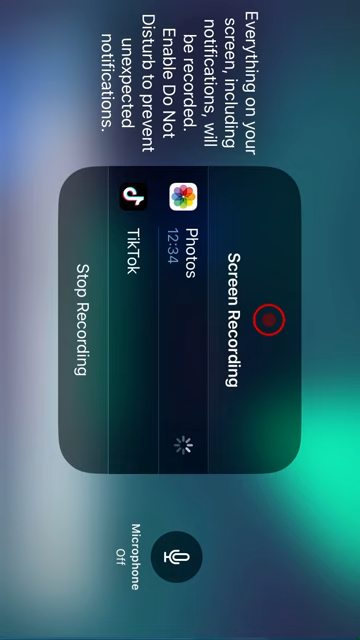 Everything on your
screen, including
notifications, will
be recorded.
Enable Do Not
Disturb to prevent
unexpected
notifications.
Screen Recording
Photos
12:34
TikTok
Stop Recording
Microphone
Off